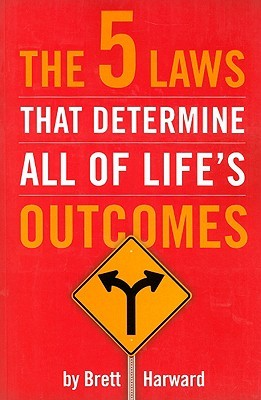 THE 5 LAWS
THAT DETERMINE
ALL OF LIFE'S
OUTCOMES
by Brett Harward